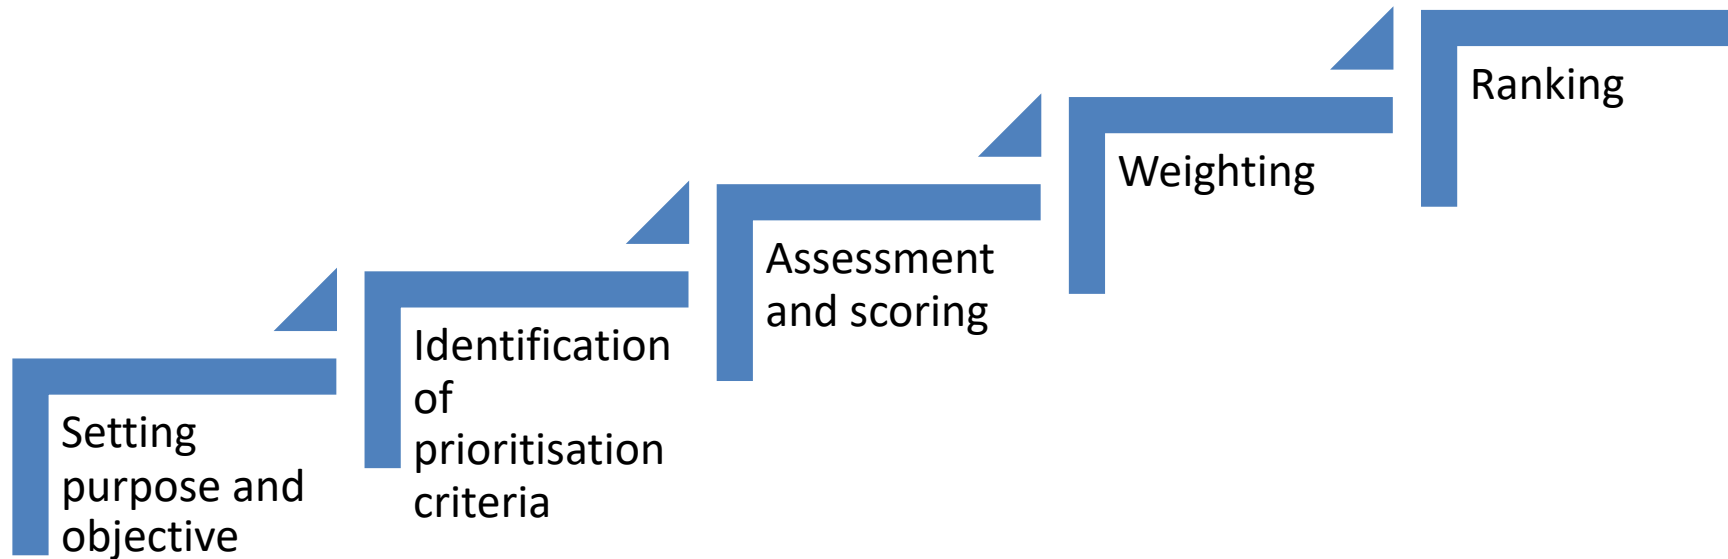 Setting
purpose and
objective
Identification
of
prioritisation
criteria
Assessment
and scoring
Weighting
Ranking